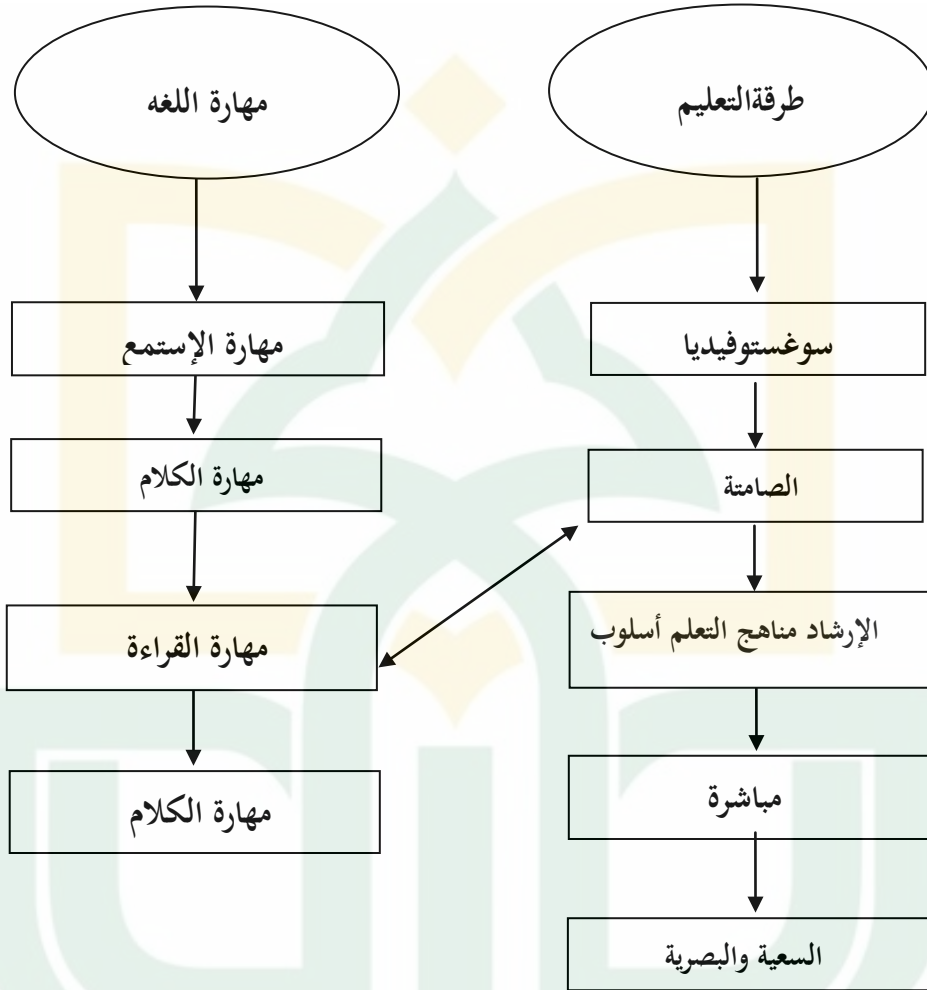 طرقةالتعليم
سوغستوفيديا
الصامتة
الإرشاد مناهج التعلم أسلوب
مباشرة
السعية والبصرية
مهارة اللغه
مهارة الإستمع
مهارة الكلام
مهارة القراءة
مهارة الكلام